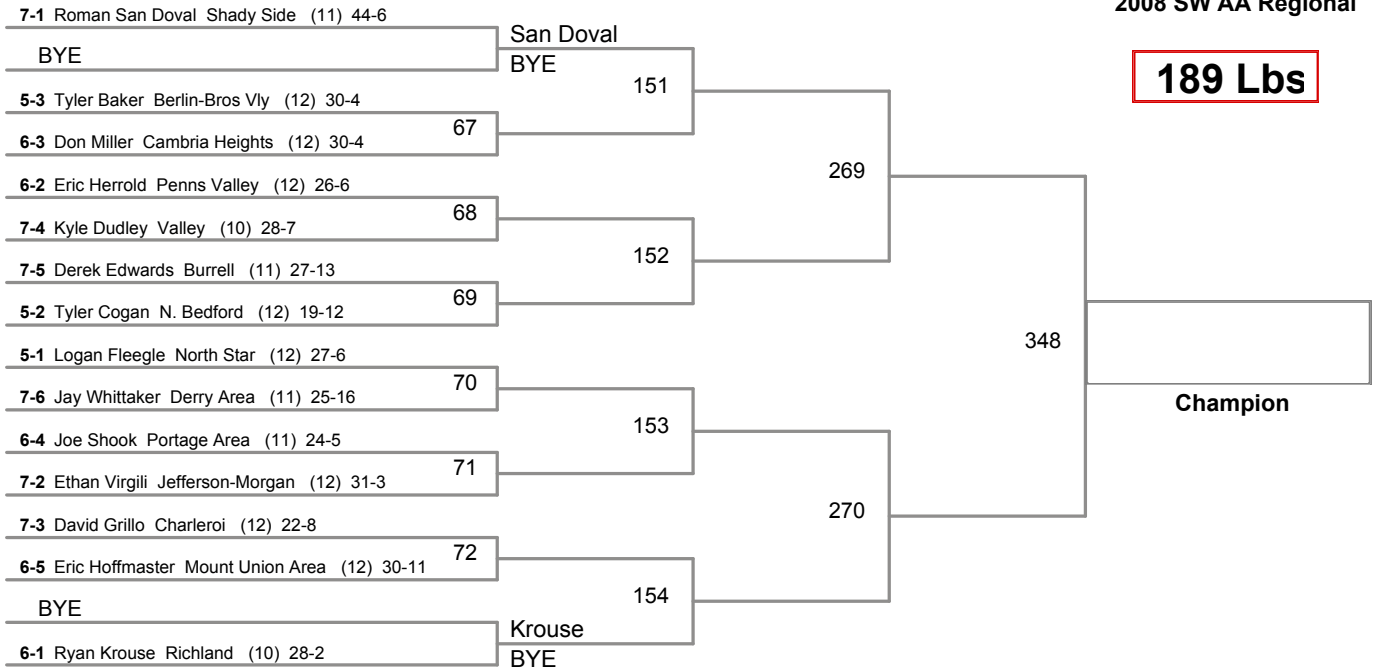 2008 SW AA Regional
189 Lbs
7-1 Roman San Doval Shady Side (11) 44-6
BYE
San Doval
BYE
151
5-3 Tyler Baker Berlin-Bros Vly (12) 30-4
67
6-3 Don Miller Cambria Heights (12) 30-4
269
6-2 Eric Herrold Penns Valley (12) 26-6
68
7-4 Kyle Dudley Valley (10) 28-7
152
7-5 Derek Edwards Burrell (11) 27-13
69
5-2 Tyler Cogan N. Bedford (12) 19-12
348
Champion
5-1 Logan Fleegle North Star (12) 27-6
70
7-6 Jay Whittaker Derry Area (11) 25-16
153
6-4 Joe Shook Portage Area (11) 24-5
71
7-2 Ethan Virgili Jefferson-Morgan (12) 31-3
270
7-3 David Grillo Charleroi (12) 22-8
72
6-5 Eric Hoffmaster Mount Union Area (12) 30-11
154
BYE
Krouse
BYE
6-1 Ryan Krouse Richland (10) 28-2